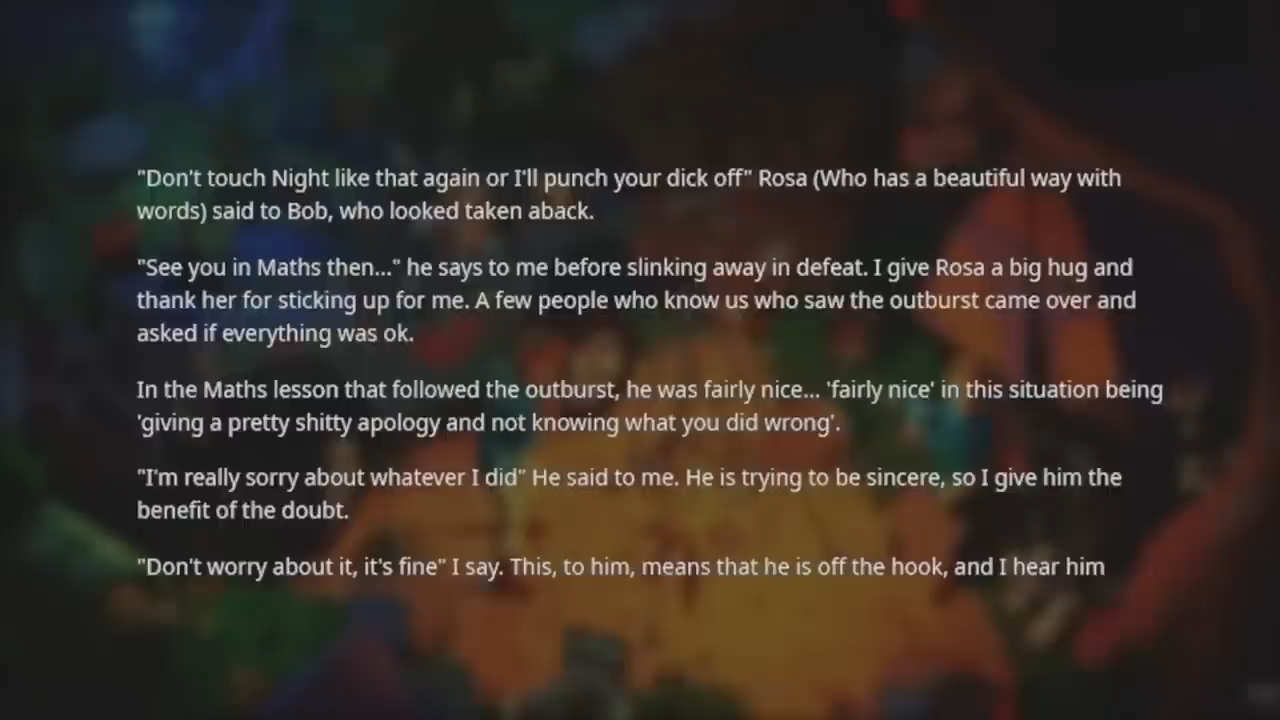 "Don't touch Night like that again or I'll punch your dick off" Rosa (Who has a beautiful way with
words) said to Bob, who looked taken aback.
"See you in Maths then..." he says to me before slinking away in defeat. I give Rosa a big hug and
thank her for sticking up for me. A few people who know us who saw the outburst came over and
asked if everything was ok.
In the Maths lesson that followed the outburst, he was fairly nice... 'fairly nice' in this situation being
'giving a pretty shitty apology and not knowing what you did wrong'.
"I'm really sorry about whatever I did" He said to me. He is trying to be sincere, so I give him the
benefit of the doubt.
"Don't worry about it, it's fine" I say. This, to him, means that he is off the hook, and I hear him